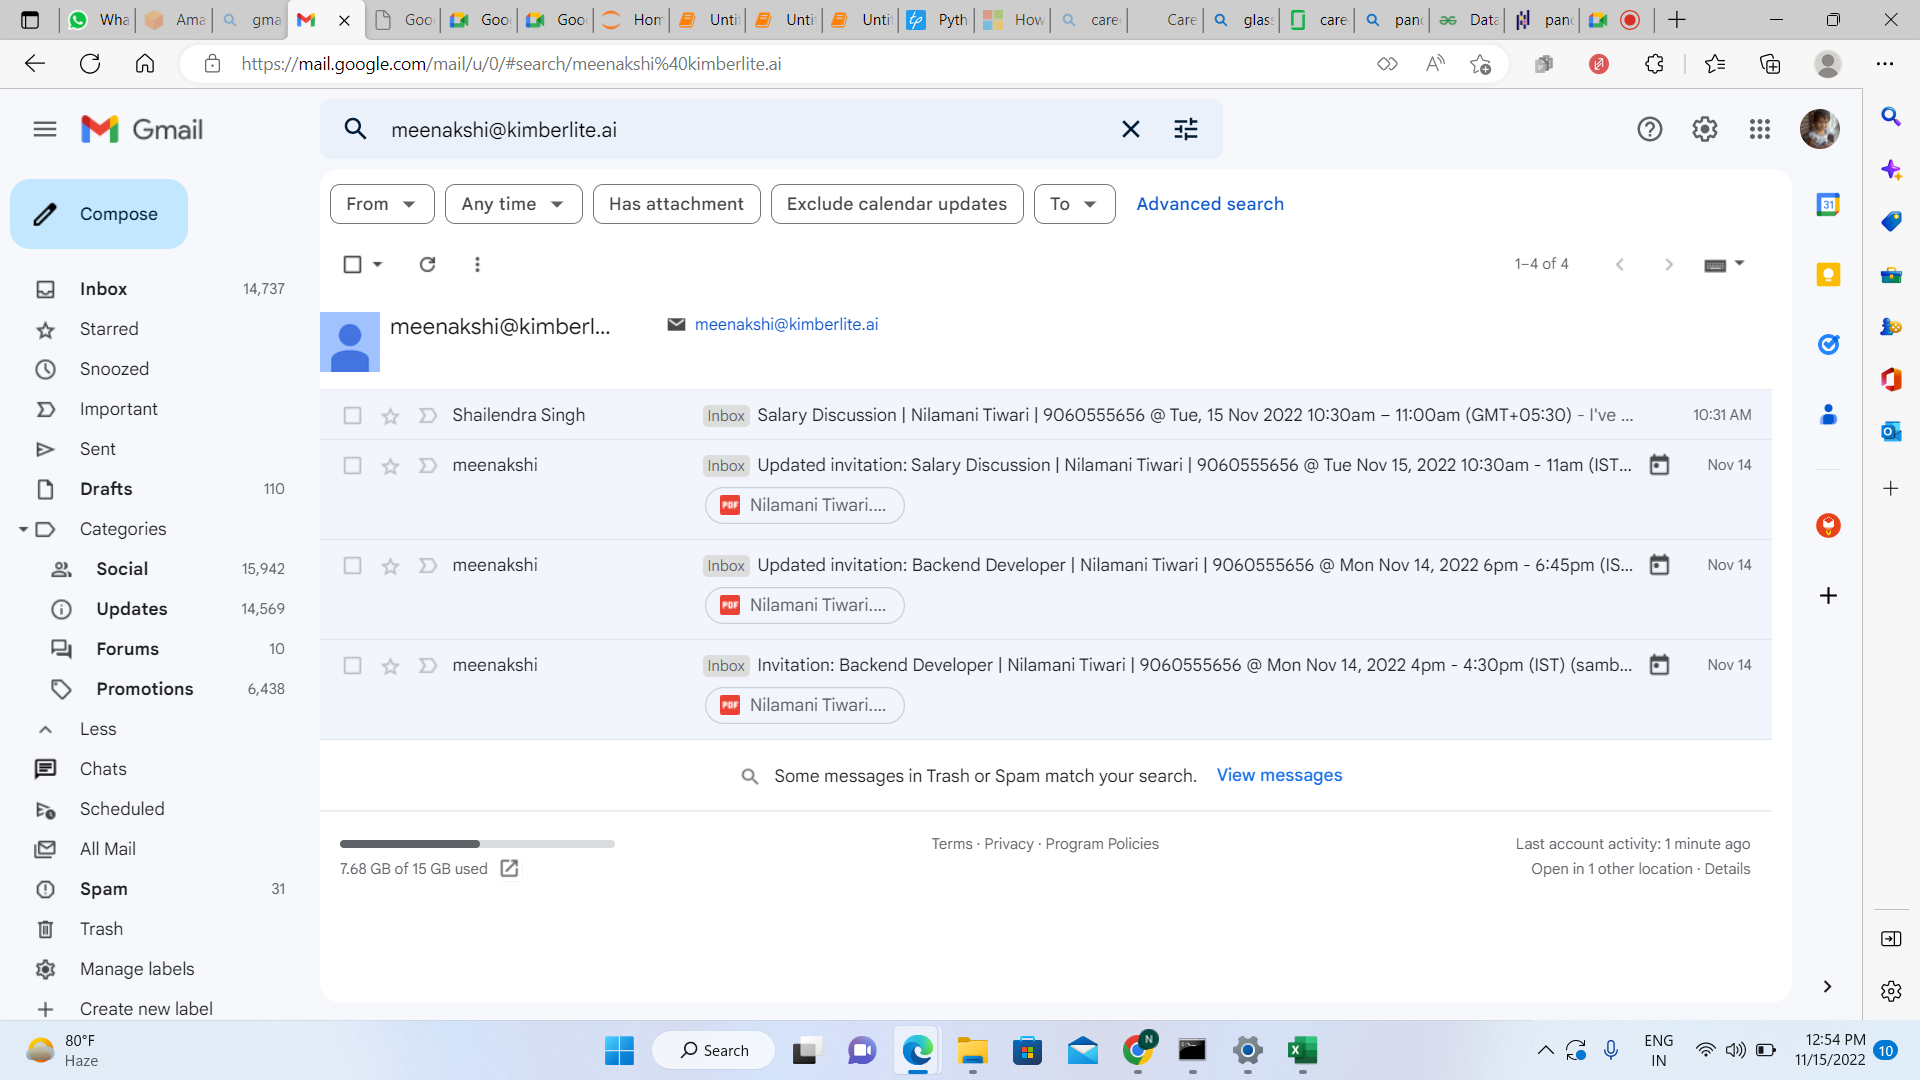 Wha
Ama
gma
Goo
Goo
Goo
Hom
Unti
Unti
Unti
Pyth
How
care
Care
glas
care
pand
Data
pand
https://mail.google.com/mail/u/0/#search/meenakshi%40kimberlite.ai
Gmail
meenakshi@kimberlite.ai
Compose
From
Any time
Has attachment
Exclude calendar updates
To
Advanced search
1–4 of 4
Inbox 14,737
Starred
Snoozed
Important
Sent
Drafts 110
Categories
Social 15,942
Updates 14,569
Forums 10
Promotions 6,438
Less
Chats
Scheduled
All Mail
Spam 31
Trash
Manage labels
Create new label
meenakshi@kimberl...
meenakshi@kimberlite.ai
Shailendra Singh Inbox Salary Discussion | Nilamani Tiwari | 9060555656 @ Tue, 15 Nov 2022 10:30am – 11:00am (GMT+05:30) - I've ... 10:31 AM
meenakshi Inbox Updated invitation: Salary Discussion | Nilamani Tiwari | 9060555656 @ Tue Nov 15, 2022 10:30am - 11am (IST... Nov 14
PDF Nilamani Tiwari....
meenakshi Inbox Updated invitation: Backend Developer | Nilamani Tiwari | 9060555656 @ Mon Nov 14, 2022 6pm - 6:45pm (IS... Nov 14
PDF Nilamani Tiwari....
meenakshi Inbox Invitation: Backend Developer | Nilamani Tiwari | 9060555656 @ Mon Nov 14, 2022 4pm - 4:30pm (IST) (samb... Nov 14
PDF Nilamani Tiwari....
Some messages in Trash or Spam match your search. View messages
7.68 GB of 15 GB used
Terms · Privacy · Program Policies
Last account activity: 1 minute ago
Open in 1 other location · Details
31
80°F
Haze
Search
N
ENG
IN
12:54 PM
11/15/2022
10